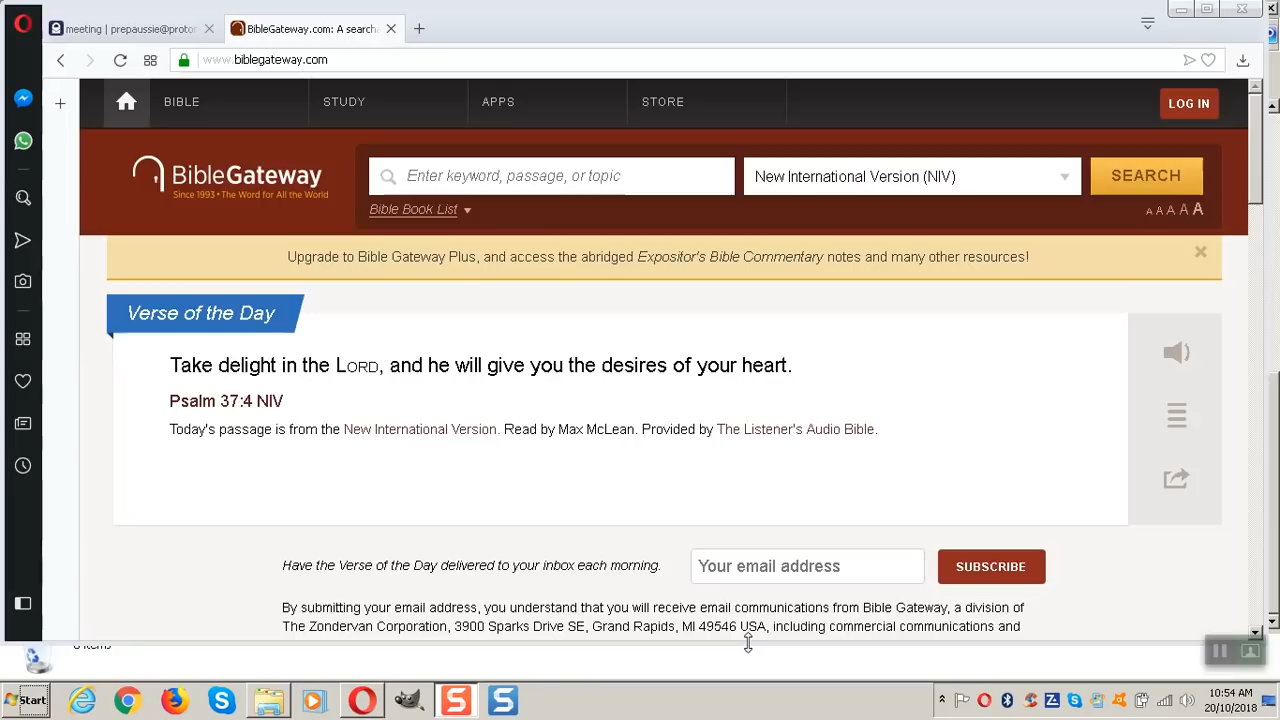 meeting | prepaussie@proto
BibleGateway.com: A search
www.biblegateway.com
BIBLE
STUDY
APPS
STORE
LOG IN
BibleGateway
Since 1993 • The Word for All the World
Enter keyword, passage, or topic
New International Version (NIV)
SEARCH
Bible Book List
A A A A A
Upgrade to Bible Gateway Plus, and access the abridged Expositor's Bible Commentary notes and many other resources!
Verse of the Day
Take delight in the LORD, and he will give you the desires of your heart.
Psalm 37:4 NIV
Today's passage is from the New International Version. Read by Max McLean. Provided by The Listener's Audio Bible.
Have the Verse of the Day delivered to your inbox each morning.
Your email address
SUBSCRIBE
By submitting your email address, you understand that you will receive email communications from Bible Gateway, a division of
The Zondervan Corporation, 3900 Sparks Drive SE, Grand Rapids, MI 49546 USA, including commercial communications and
items
Start
10:54 AM
20/10/2018